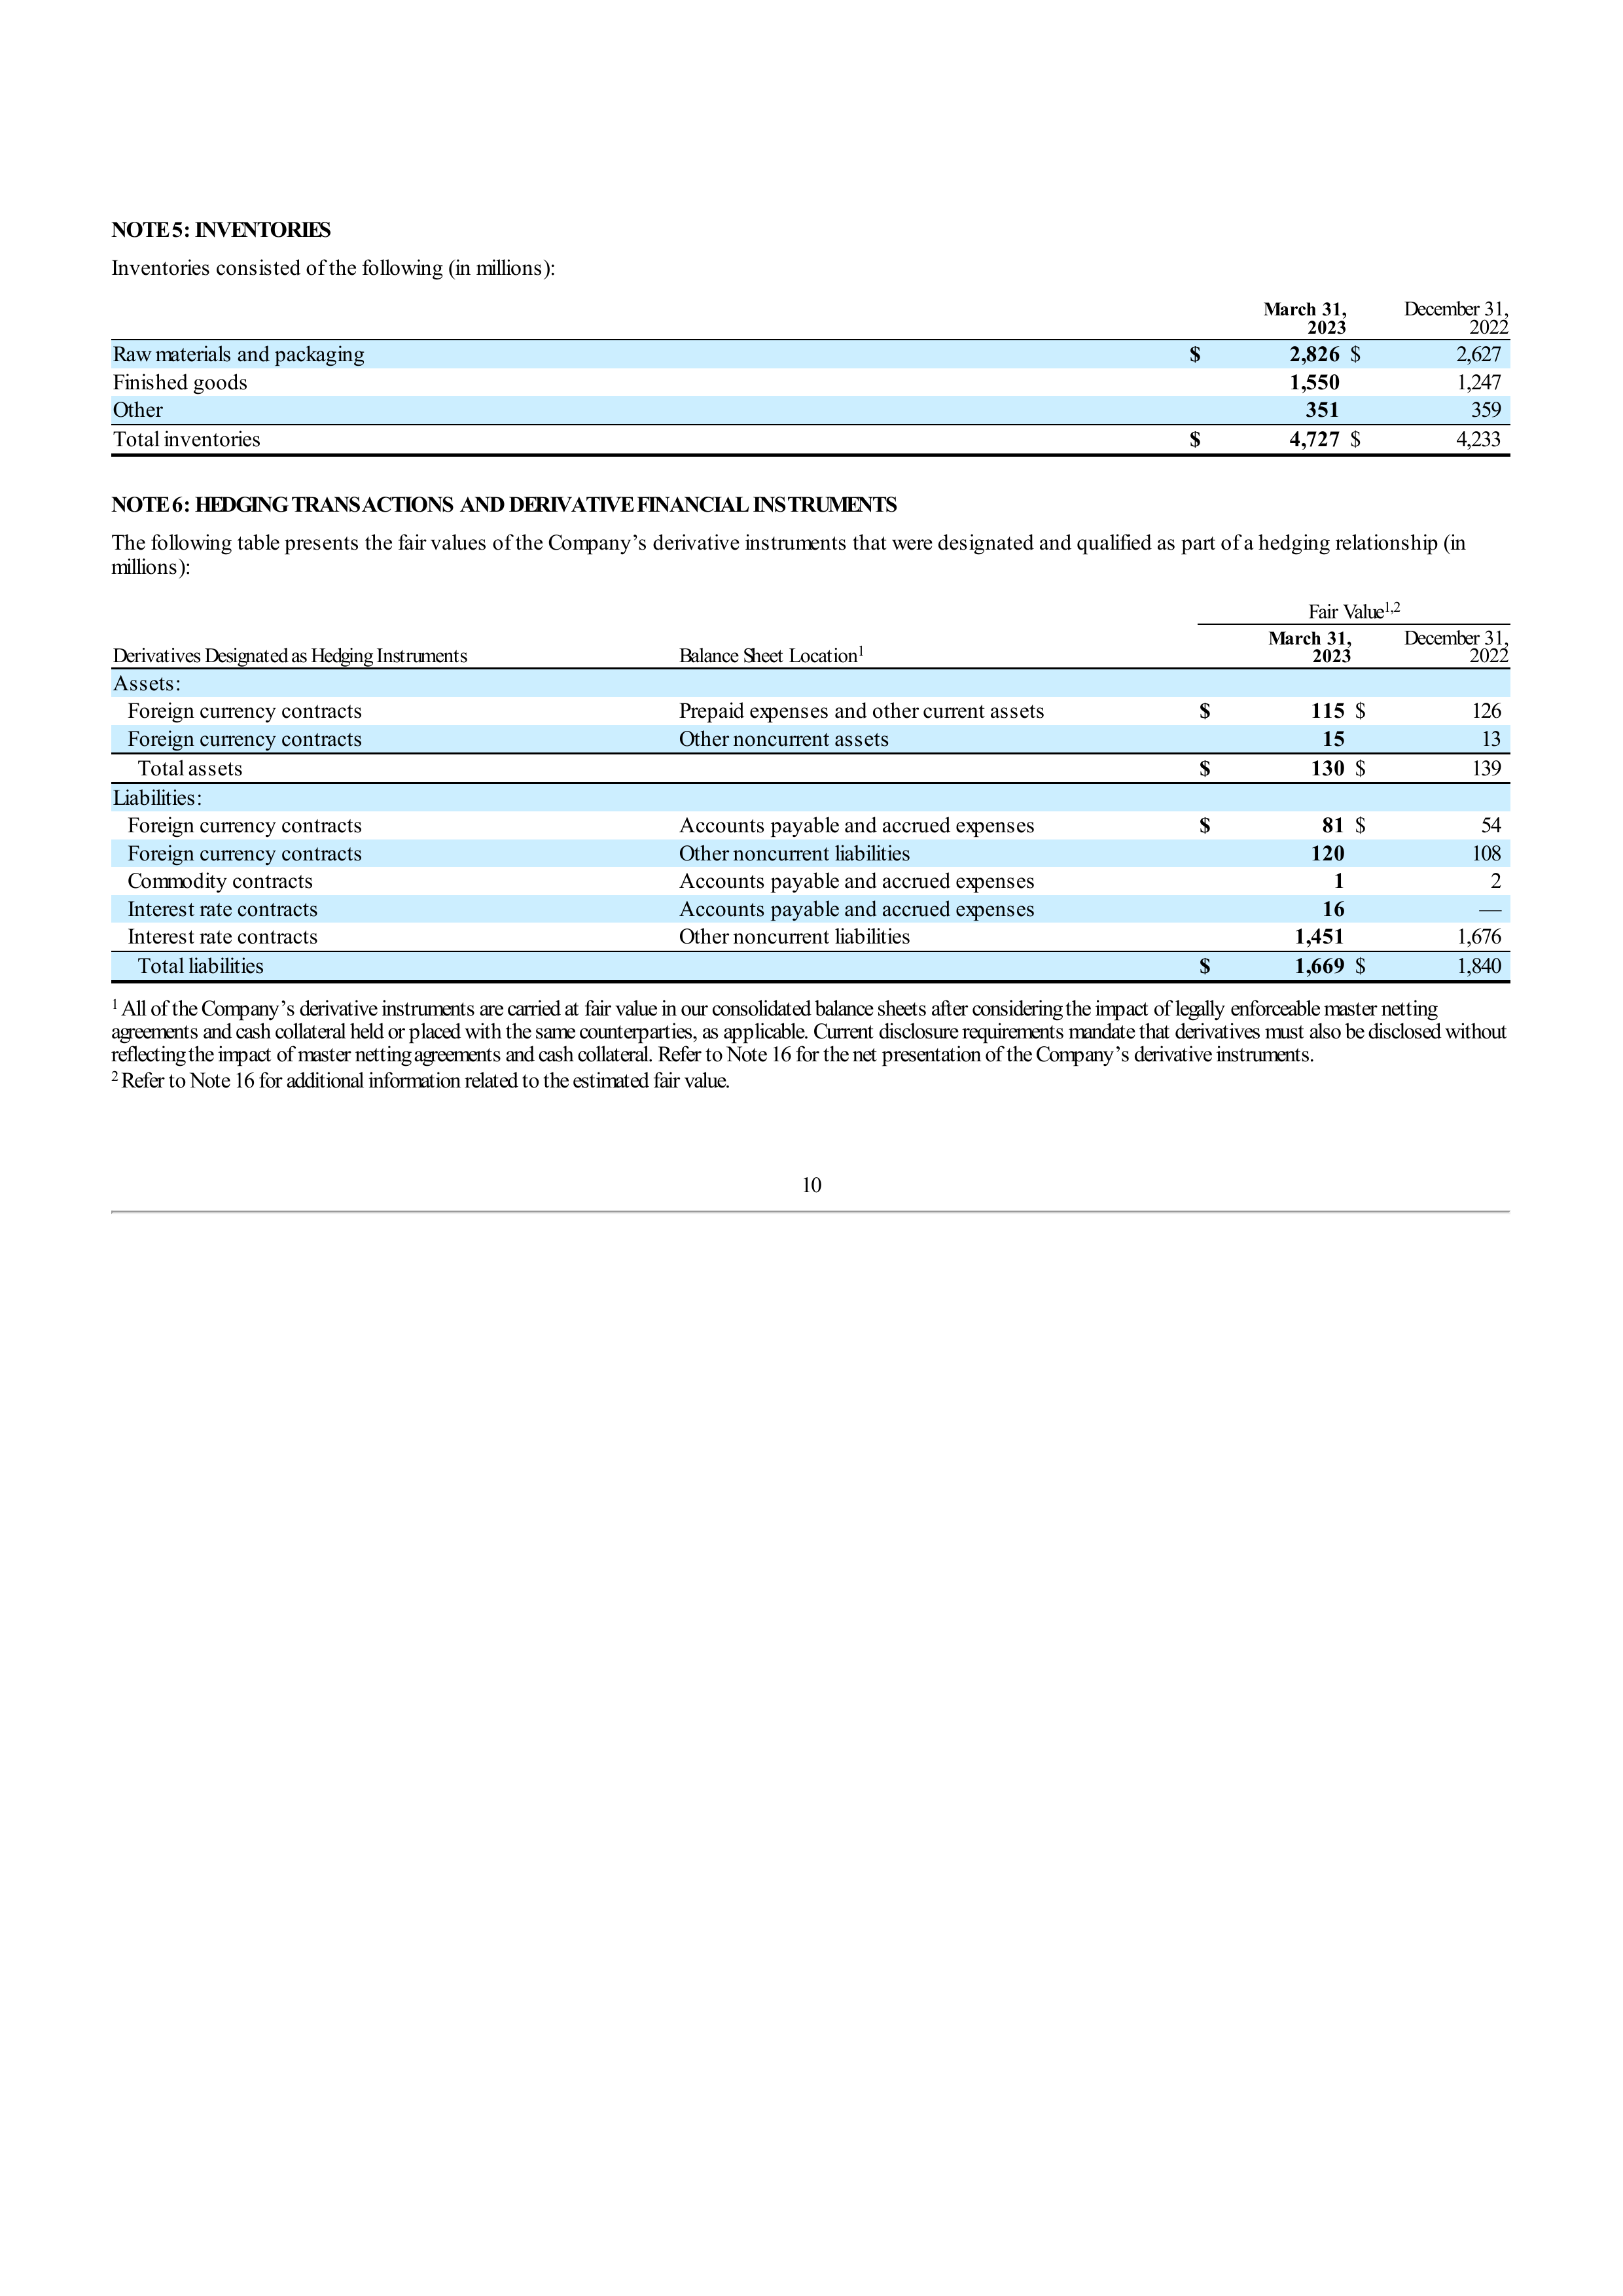 NOTE 5: INVENTORIES
Inventories consisted of the following (in millions):
March 31, December 31,
2023 2022
Raw materials and packaging $ 2,826 $ 2,627
Finished goods 1,550 1,247
Other 351 359
Total inventories $ 4,727 $ 4,233
NOTE 6: HEDGING TRANSACTIONS AND DERIVATIVE FINANCIAL INSTRUMENTS
The following table presents the fair values of the Company’s derivative instruments that were designated and qualified as part of a hedging relationship (in
millions):
Fair Value1,2
March 31, December 31,
Derivatives Designated as Hedging Instruments Balance Sheet Location1 2023 2022
Assets:
Foreign currency contracts Prepaid expenses and other current assets $ 115 $ 126
Foreign currency contracts Other noncurrent assets 15 13
Total assets $ 130 $ 139
Liabilities:
Foreign currency contracts Accounts payable and accrued expenses $ 81 $ 54
Foreign currency contracts Other noncurrent liabilities 120 108
Commodity contracts Accounts payable and accrued expenses 1 2
Interest rate contracts Accounts payable and accrued expenses 16 —
Interest rate contracts Other noncurrent liabilities 1,451 1,676
Total liabilities $ 1,669 $ 1,840
1 All of the Company’s derivative instruments are carried at fair value in our consolidated balance sheets after considering the impact of legally enforceable master netting
agreements and cash collateral held or placed with the same counterparties, as applicable. Current disclosure requirements mandate that derivatives must also be disclosed without
reflecting the impact of master netting agreements and cash collateral. Refer to Note 16 for the net presentation of the Company’s derivative instruments.
2 Refer to Note 16 for additional information related to the estimated fair value.
10